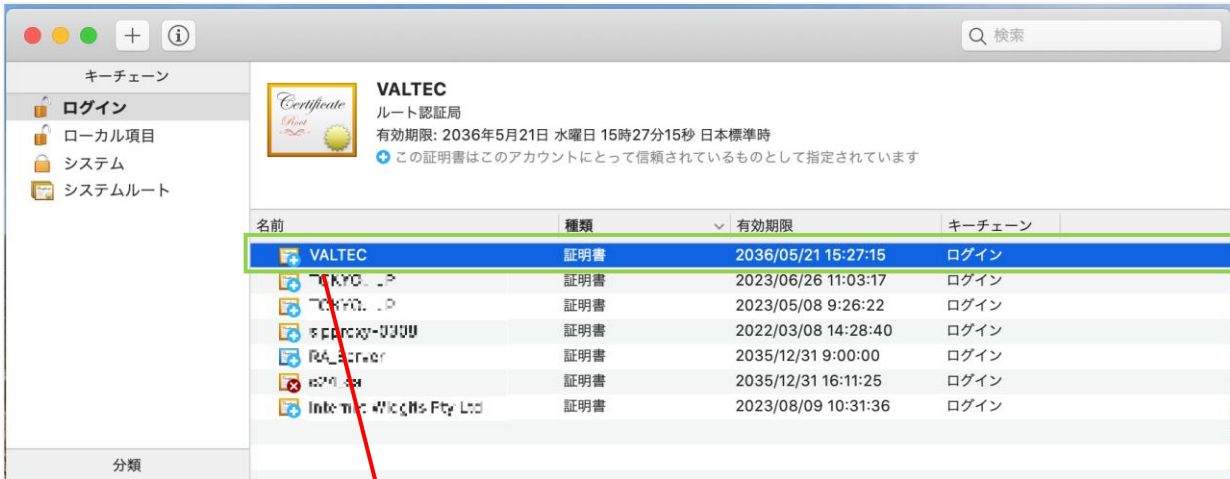 検索
キーチェーン
ログイン
ローカル項目
システム
システムルート
Certificate
Root
VALTEC
ルート認証局
有効期限: 2036年5月21日 水曜日 15時27分15秒 日本標準時
この証明書はこのアカウントにとって信頼されているものとして指定されています
名前 種類 有効期限 キーチェーン
VALTEC 証明書 2036/05/21 15:27:15 ログイン
証明書 2023/06/26 11:03:17 ログイン
証明書 2023/05/08 9:26:22 ログイン
証明書 2022/03/08 14:28:40 ログイン
証明書 2035/12/31 9:00:00 ログイン
証明書 2035/12/31 16:11:25 ログイン
証明書 2023/08/09 10:31:36 ログイン
分類